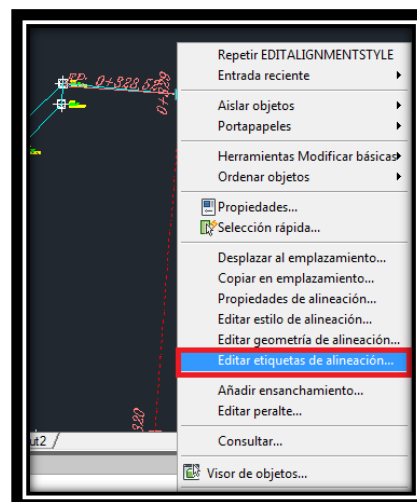 Repetir EDITALIGNMENTSTYLE
Entrada reciente
Aislar objetos
Portapapeles
Herramientas Modificar básicas
Ordenar objetos
Propiedades...
Selección rápida...
Desplazar al emplazamiento...
Copiar en emplazamiento...
Propiedades de alineación...
Editar estilo de alineación...
Editar geometría de alineación...
Editar etiquetas de alineación...
Añadir ensanchamiento...
Editar peralte...
Consultar...
Visor de objetos...
320
ut2